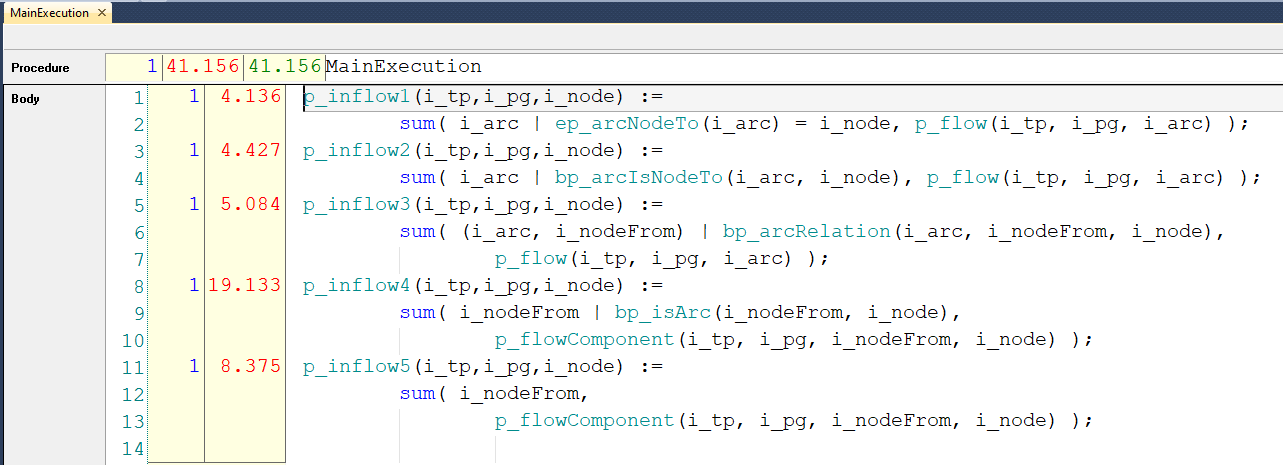 MainExecution ×
Procedure 1 41.156 41.156 MainExecution
Body 1 1 4.136 p_inflow1(i_tp,i_pg,i_node) :=
2 sum( i_arc | ep_arcNodeTo(i_arc) = i_node, p_flow(i_tp, i_pg, i_arc) );
3 1 4.427 p_inflow2(i_tp,i_pg,i_node) :=
4 sum( i_arc | bp_arcIsNodeTo(i_arc, i_node), p_flow(i_tp, i_pg, i_arc) );
5 1 5.084 p_inflow3(i_tp,i_pg,i_node) :=
6 sum( (i_arc, i_nodeFrom) | bp_arcRelation(i_arc, i_nodeFrom, i_node),
7 p_flow(i_tp, i_pg, i_arc) );
8 1 19.133 p_inflow4(i_tp,i_pg,i_node) :=
9 sum( i_nodeFrom | bp_isArc(i_nodeFrom, i_node),
10 p_flowComponent(i_tp, i_pg, i_nodeFrom, i_node) );
11 1 8.375 p_inflow5(i_tp,i_pg,i_node) :=
12 sum( i_nodeFrom,
13 p_flowComponent(i_tp, i_pg, i_nodeFrom, i_node) );
14